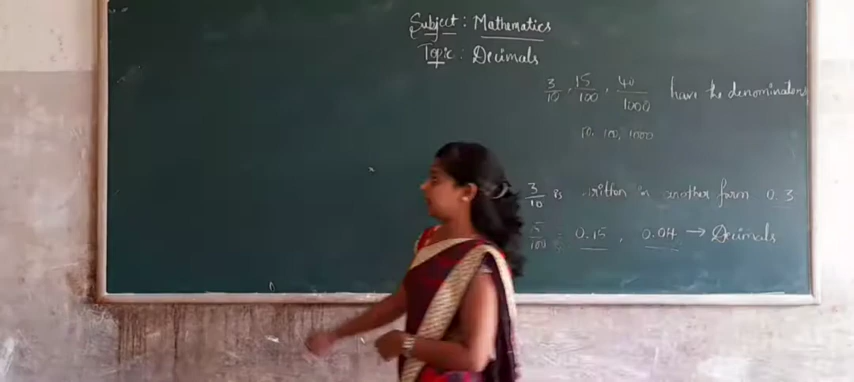 Subject : Mathematics
Topic : Decimals
3/10 , 15/100 , 40/1000 have the denominators
10, 100, 1000
3/10 is written in another form 0.3
5/100 = 0.15 , 0.04 → Decimals